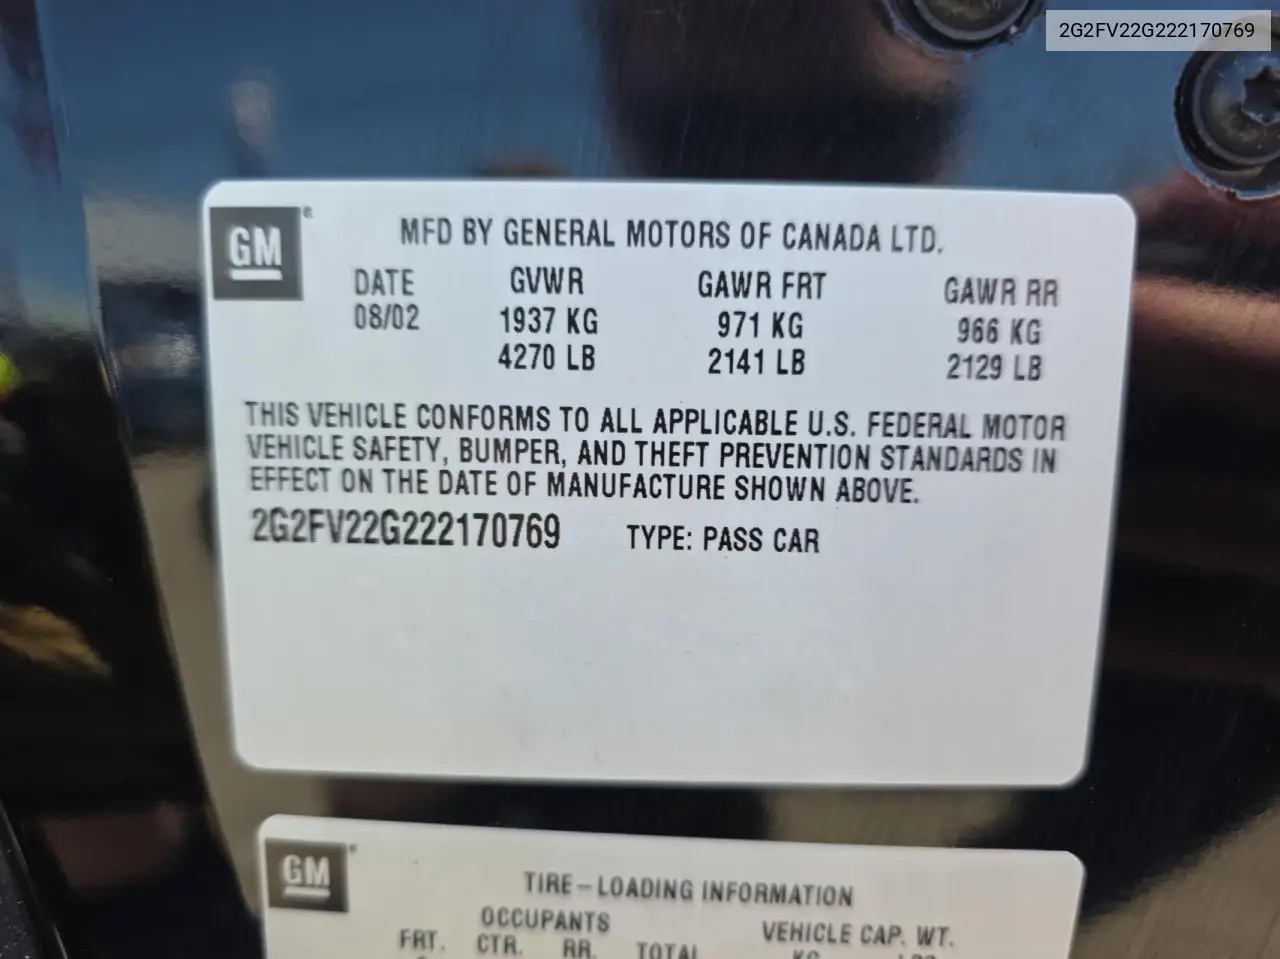 2G2FV22G222170769
GM ®
MFD BY GENERAL MOTORS OF CANADA LTD.
DATE GVWR GAWR FRT GAWR RR
08/02 1937 KG 971 KG 966 KG
4270 LB 2141 LB 2129 LB
THIS VEHICLE CONFORMS TO ALL APPLICABLE U.S. FEDERAL MOTOR
VEHICLE SAFETY, BUMPER, AND THEFT PREVENTION STANDARDS IN
EFFECT ON THE DATE OF MANUFACTURE SHOWN ABOVE.
2G2FV22G222170769 TYPE: PASS CAR
GM
TIRE–LOADING INFORMATION
OCCUPANTS VEHICLE CAP. WT.
FRT. CTR. RR. TOTAL KG LBS